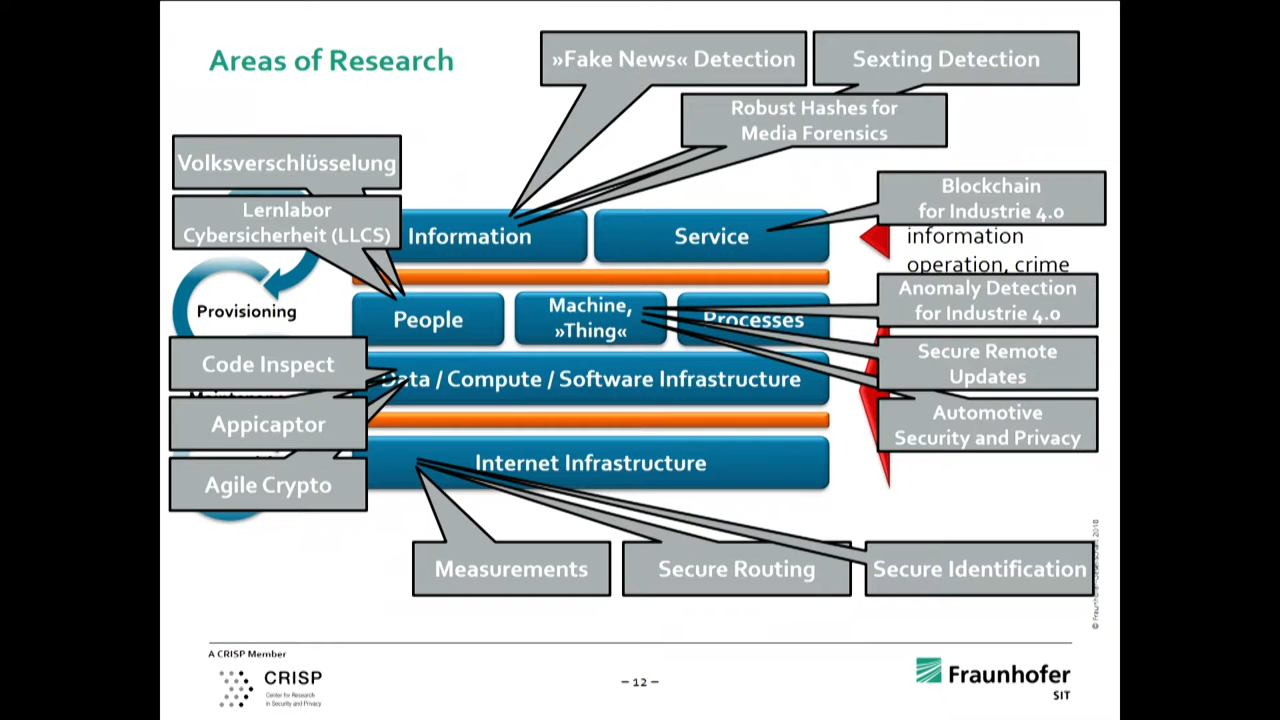 Areas of Research
»Fake News« Detection
Sexting Detection
Robust Hashes for
Media Forensics
Volksverschlüsselung
Lernlabor
Cybersicherheit (LLCS)
Blockchain
for Industrie 4.0
Information
Service
information
operation, crime
Provisioning
People
Machine,
»Thing«
Processes
Anomaly Detection
for Industrie 4.0
Secure Remote
Updates
Automotive
Security and Privacy
Code Inspect
Data / Compute / Software Infrastructure
Appicaptor
Agile Crypto
Internet Infrastructure
Measurements
Secure Routing
Secure Identification
A CRISP Member
CRISP
Center for Research
in Security and Privacy
– 12 –
Fraunhofer
SIT
© Fraunhofer-Gesellschaft 2018